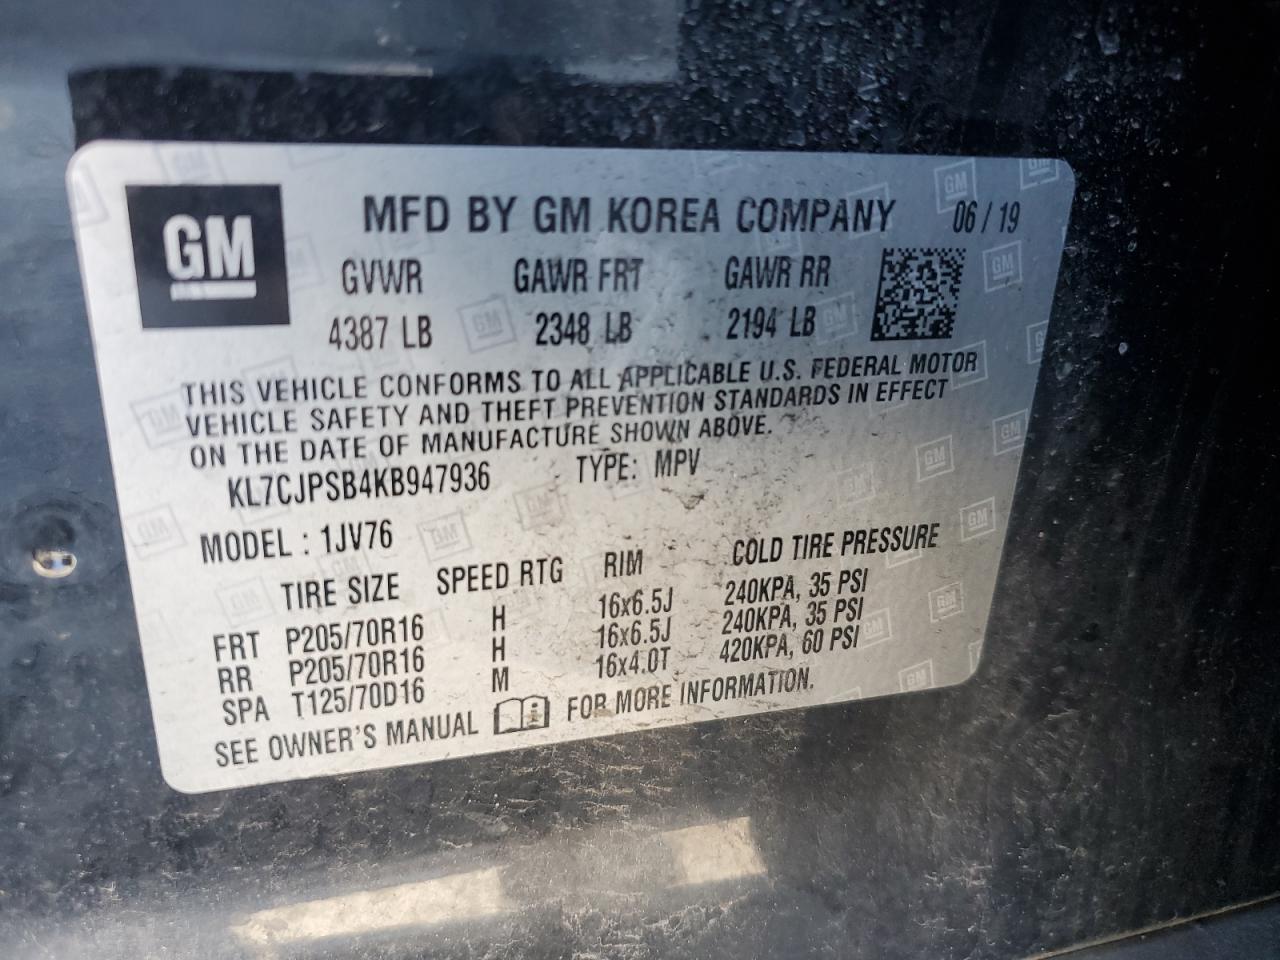 GM
MFD BY GM KOREA COMPANY 06 / 19
GVWR GAWR FRT GAWR RR
4387 LB 2348 LB 2194 LB
THIS VEHICLE CONFORMS TO ALL APPLICABLE U.S. FEDERAL MOTOR
VEHICLE SAFETY AND THEFT PREVENTION STANDARDS IN EFFECT
ON THE DATE OF MANUFACTURE SHOWN ABOVE.
KL7CJPSB4KB947936 TYPE: MPV
MODEL : 1JV76
TIRE SIZE SPEED RTG RIM COLD TIRE PRESSURE
FRT P205/70R16 H 16x6.5J 240KPA, 35 PSI
RR P205/70R16 H 16x6.5J 240KPA, 35 PSI
SPA T125/70D16 M 16x4.0T 420KPA, 60 PSI
SEE OWNER'S MANUAL i FOR MORE INFORMATION.